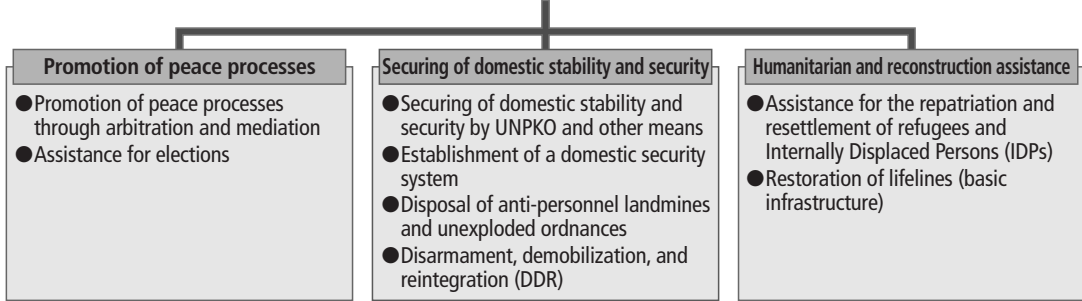 Promotion of peace processes
●Promotion of peace processes
through arbitration and mediation
●Assistance for elections
Securing of domestic stability and security
●Securing of domestic stability and
security by UNPKO and other means
●Establishment of a domestic security
system
●Disposal of anti-personnel landmines
and unexploded ordnances
●Disarmament, demobilization, and
reintegration (DDR)
Humanitarian and reconstruction assistance
●Assistance for the repatriation and
resettlement of refugees and
Internally Displaced Persons (IDPs)
●Restoration of lifelines (basic
infrastructure)